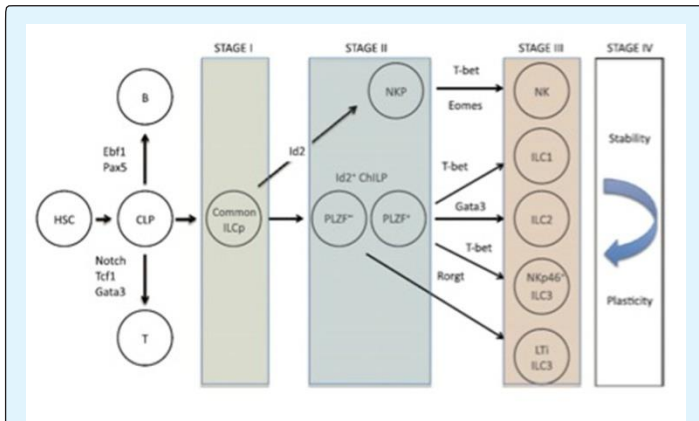 STAGE I
STAGE II
STAGE III
STAGE IV
B
Ebf1
Pax5
HSC
CLP
Notch
Tcf1
Gata3
T
Common
ILCp
Id2
NKP
Id2⁺ ChILP
PLZF⁺
T-bet
Eomes
T-bet
Gata3
T-bet
Rorgt
NK
ILC1
ILC2
NKp46⁺
ILC3
LTi
ILC3
Stability
Plasticity